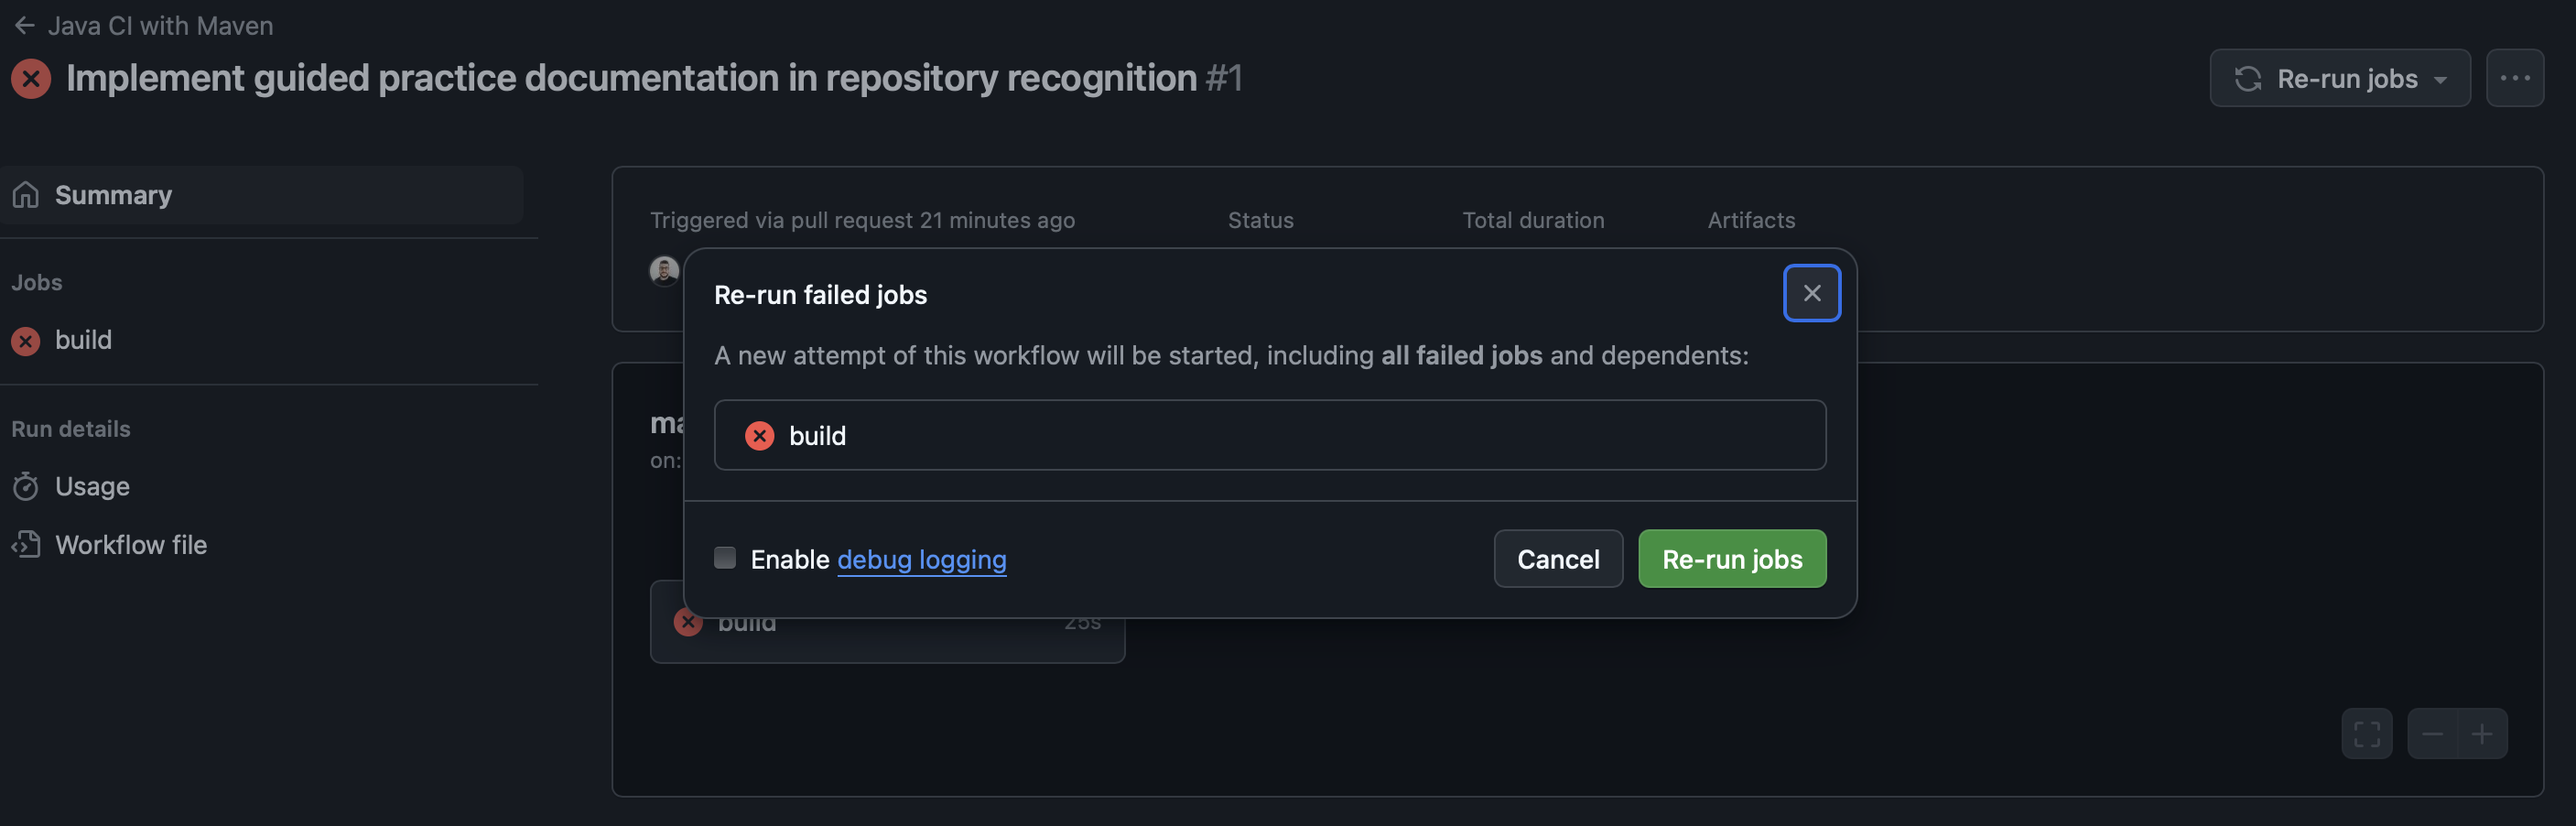 Java CI with Maven
Implement guided practice documentation in repository recognition #1
Re-run jobs
Summary
Jobs
build
Run details
Usage
Workflow file
Triggered via pull request 21 minutes ago
Status
Total duration
Artifacts
on:
Re-run failed jobs
A new attempt of this workflow will be started, including all failed jobs and dependents:
build
Enable debug logging
Cancel
Re-run jobs
build
25s